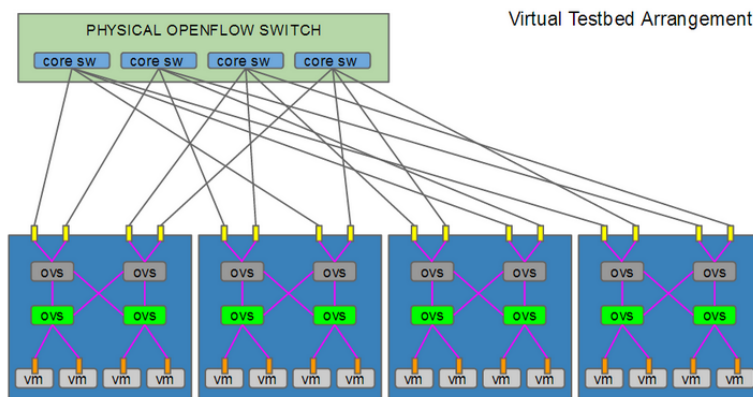 Virtual Testbed Arrangement
PHYSICAL OPENFLOW SWITCH
core sw core sw core sw core sw
ovs ovs ovs ovs ovs ovs ovs ovs
ovs ovs ovs ovs ovs ovs ovs ovs
vm vm vm vm vm vm vm vm vm vm vm vm vm vm vm vm